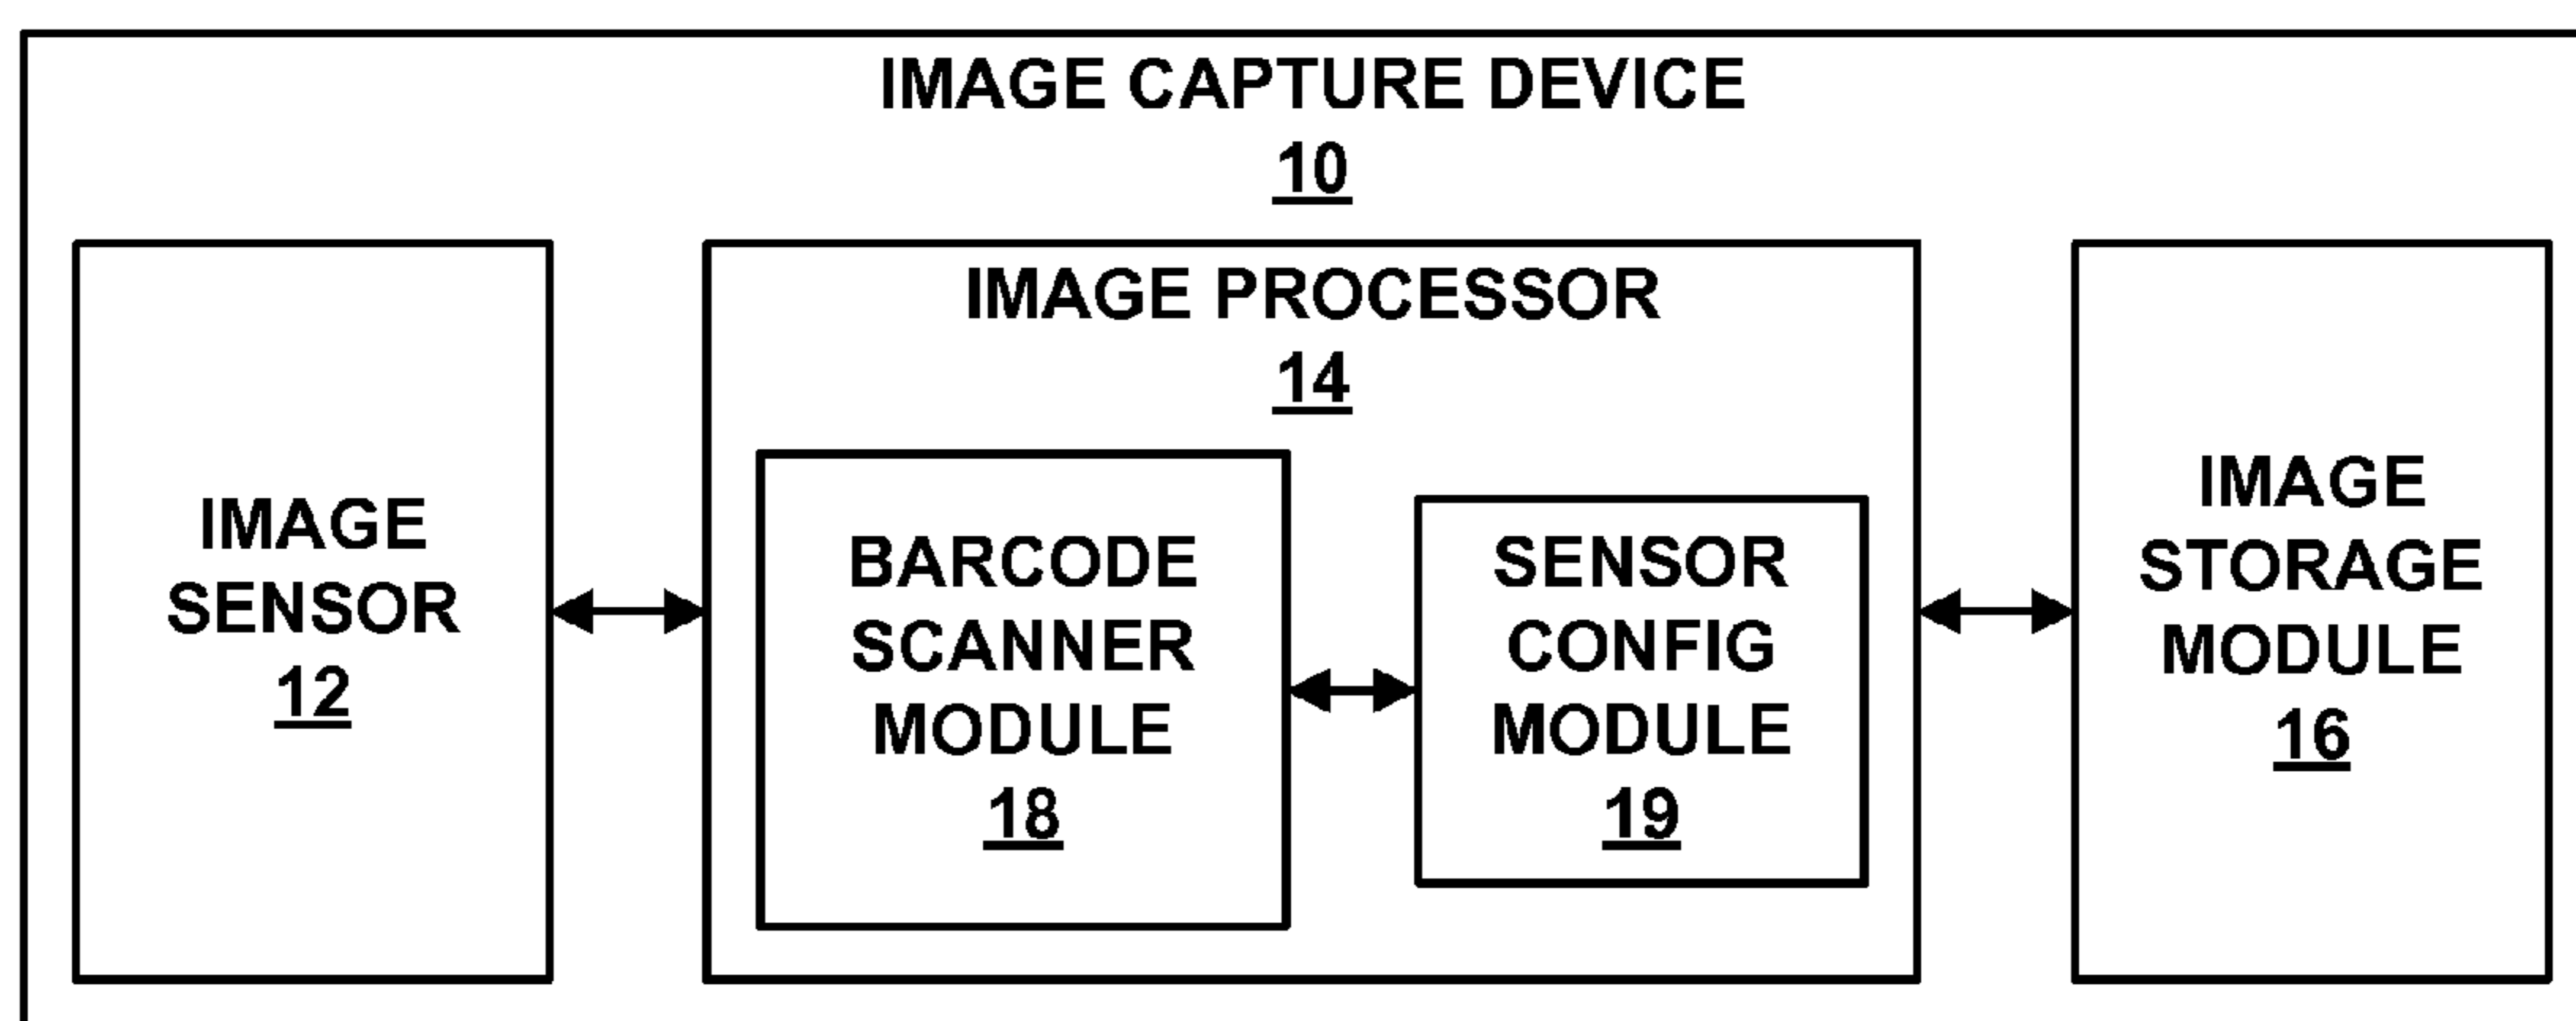 IMAGE CAPTURE DEVICE
10
IMAGE
SENSOR
12
IMAGE PROCESSOR
14
BARCODE
SCANNER
MODULE
18
SENSOR
CONFIG
MODULE
19
IMAGE
STORAGE
MODULE
16